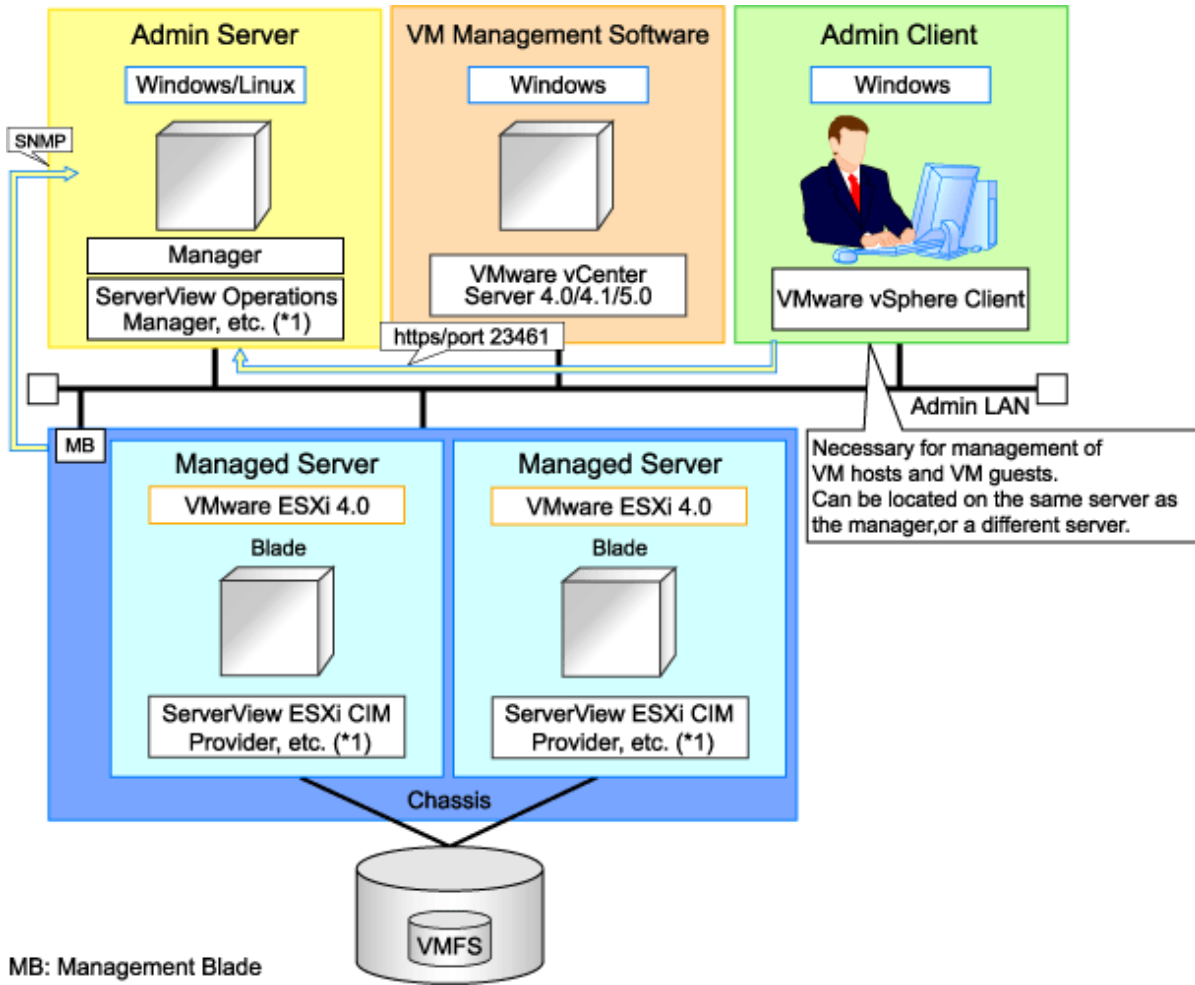 Admin Server
Windows/Linux
SNMP
Manager
ServerView Operations
Manager, etc. (*1)
VM Management Software
Windows
VMware vCenter
Server 4.0/4.1/5.0
https/port 23461
Admin Client
Windows
VMware vSphere Client
Admin LAN
Necessary for management of
VM hosts and VM guests.
Can be located on the same server as
the manager,or a different server.
MB
Managed Server
VMware ESXi 4.0
Blade
ServerView ESXi CIM
Provider, etc. (*1)
Managed Server
VMware ESXi 4.0
Blade
ServerView ESXi CIM
Provider, etc. (*1)
Chassis
VMFS
MB: Management Blade